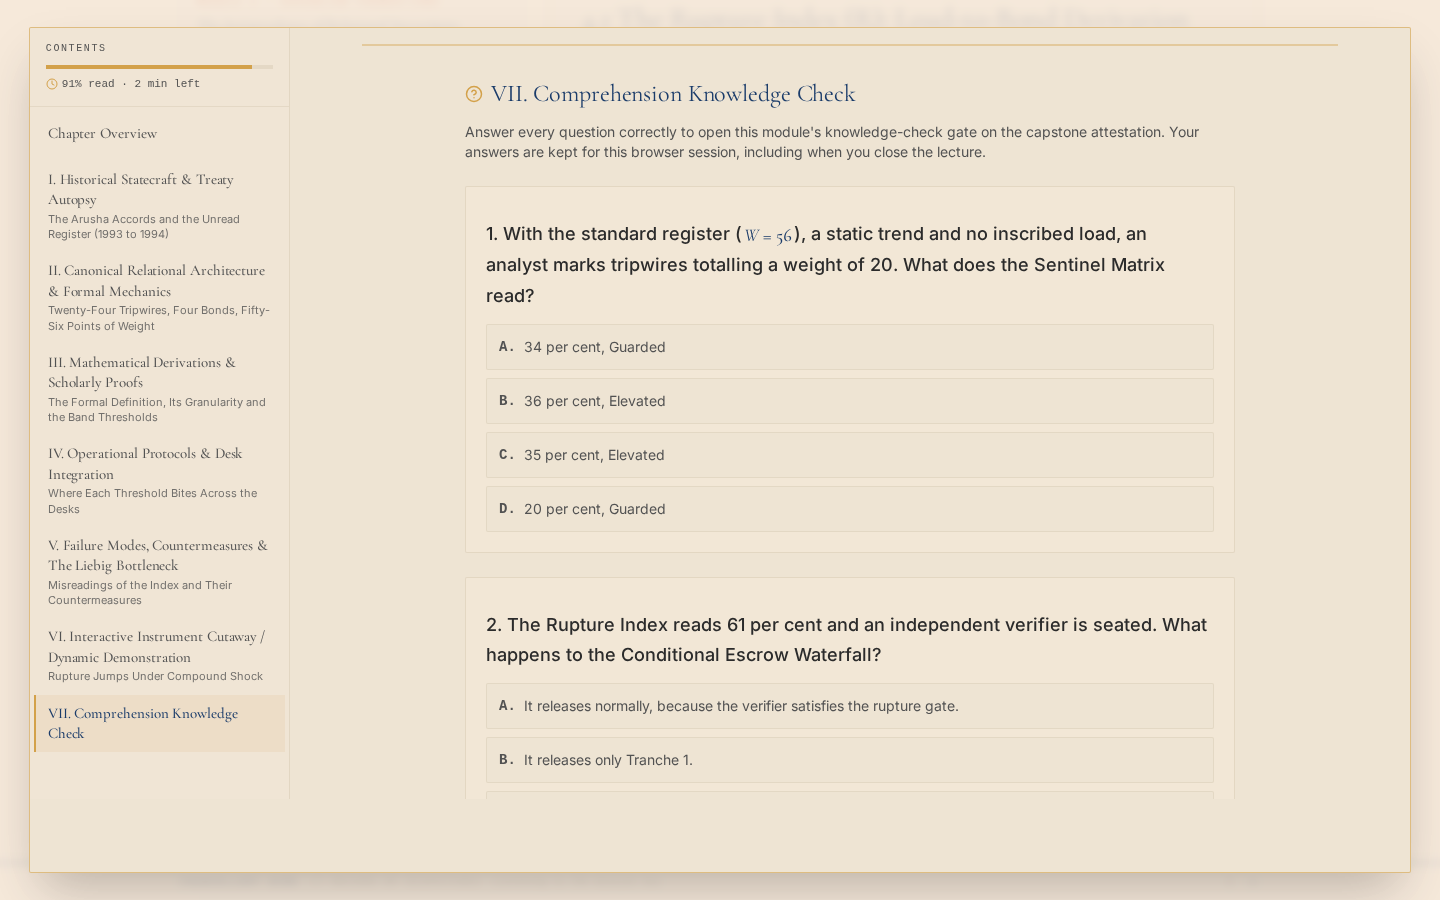 CONTENTS
91% read · 2 min left
Chapter Overview
I. Historical Statecraft & Treaty
Autopsy
The Arusha Accords and the Unread
Register (1993 to 1994)
II. Canonical Relational Architecture
& Formal Mechanics
Twenty-Four Tripwires, Four Bonds, Fifty-
Six Points of Weight
III. Mathematical Derivations &
Scholarly Proofs
The Formal Definition, Its Granularity and
the Band Thresholds
IV. Operational Protocols & Desk
Integration
Where Each Threshold Bites Across the
Desks
V. Failure Modes, Countermeasures &
The Liebig Bottleneck
Misreadings of the Index and Their
Countermeasures
VI. Interactive Instrument Cutaway /
Dynamic Demonstration
Rupture Jumps Under Compound Shock
VII. Comprehension Knowledge
Check
VII. Comprehension Knowledge Check
Answer every question correctly to open this module's knowledge-check gate on the capstone attestation. Your
answers are kept for this browser session, including when you close the lecture.
1. With the standard register ( W = 56 ), a static trend and no inscribed load, an
analyst marks tripwires totalling a weight of 20. What does the Sentinel Matrix
read?
A. 34 per cent, Guarded
B. 36 per cent, Elevated
C. 35 per cent, Elevated
D. 20 per cent, Guarded
2. The Rupture Index reads 61 per cent and an independent verifier is seated. What
happens to the Conditional Escrow Waterfall?
A. It releases normally, because the verifier satisfies the rupture gate.
B. It releases only Tranche 1.